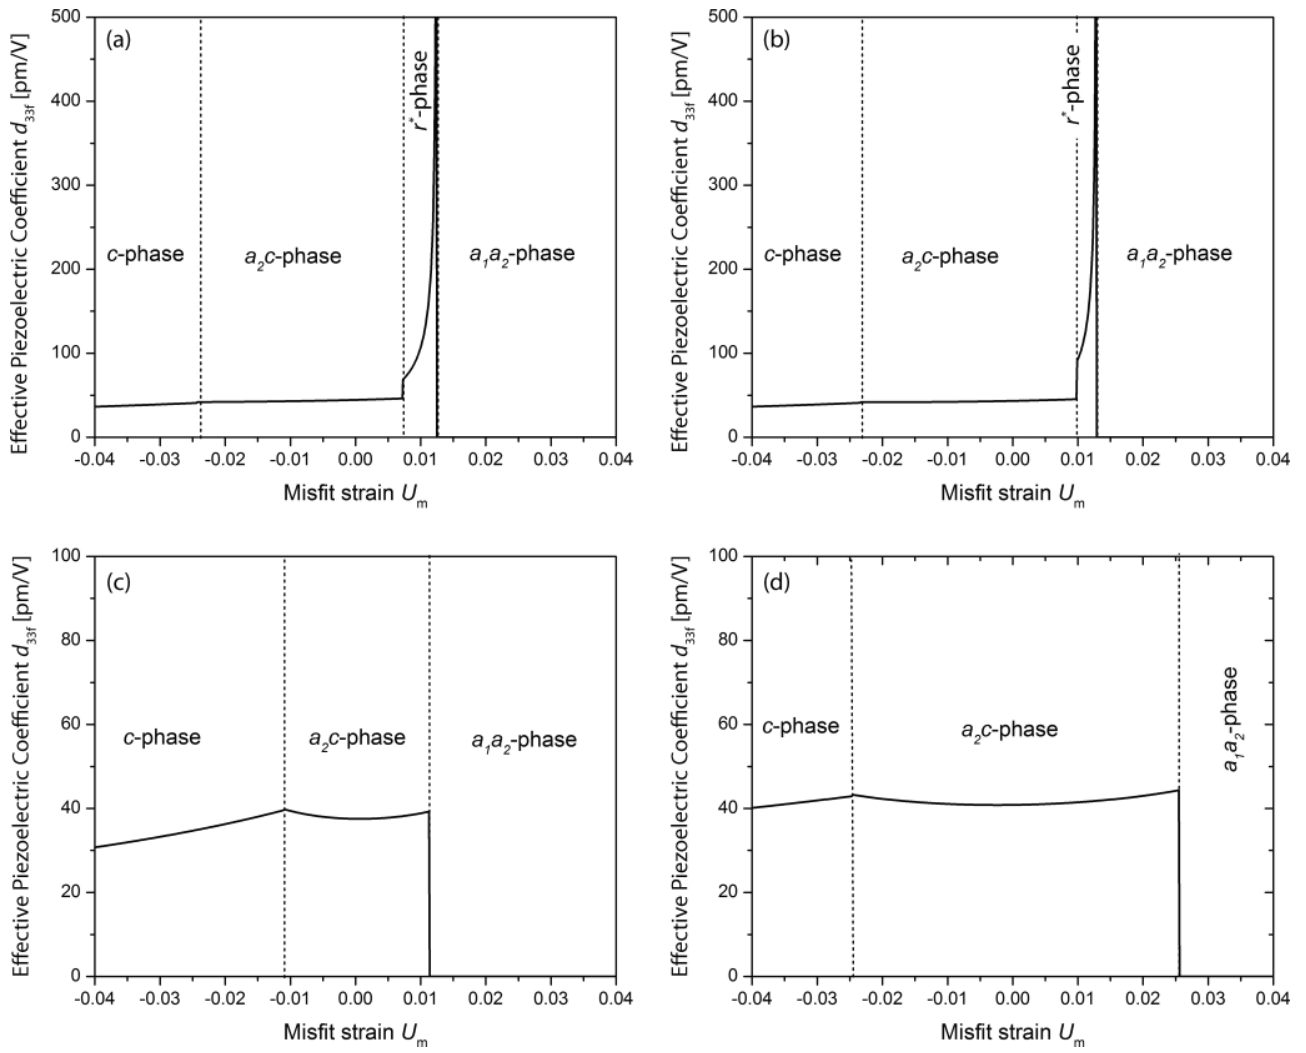 (a)
Effective Piezoelectric Coefficient d33f [pm/V]
500
400
300
200
100
0
c-phase
a2c-phase
r*-phase
a1a2-phase
-0.04 -0.03 -0.02 -0.01 0.00 0.01 0.02 0.03 0.04
Misfit strain Um
(b)
Effective Piezoelectric Coefficient d33f [pm/V]
500
400
300
200
100
0
c-phase
a2c-phase
r*-phase
a1a2-phase
-0.04 -0.03 -0.02 -0.01 0.00 0.01 0.02 0.03 0.04
Misfit strain Um
(c)
Effective Piezoelectric Coefficient d33f [pm/V]
100
80
60
40
20
0
c-phase
a2c-phase
a1a2-phase
-0.04 -0.03 -0.02 -0.01 0.00 0.01 0.02 0.03 0.04
Misfit strain Um
(d)
Effective Piezoelectric Coefficient d33f [pm/V]
100
80
60
40
20
0
c-phase
a2c-phase
a1a2-phase
-0.04 -0.03 -0.02 -0.01 0.00 0.01 0.02 0.03 0.04
Misfit strain Um